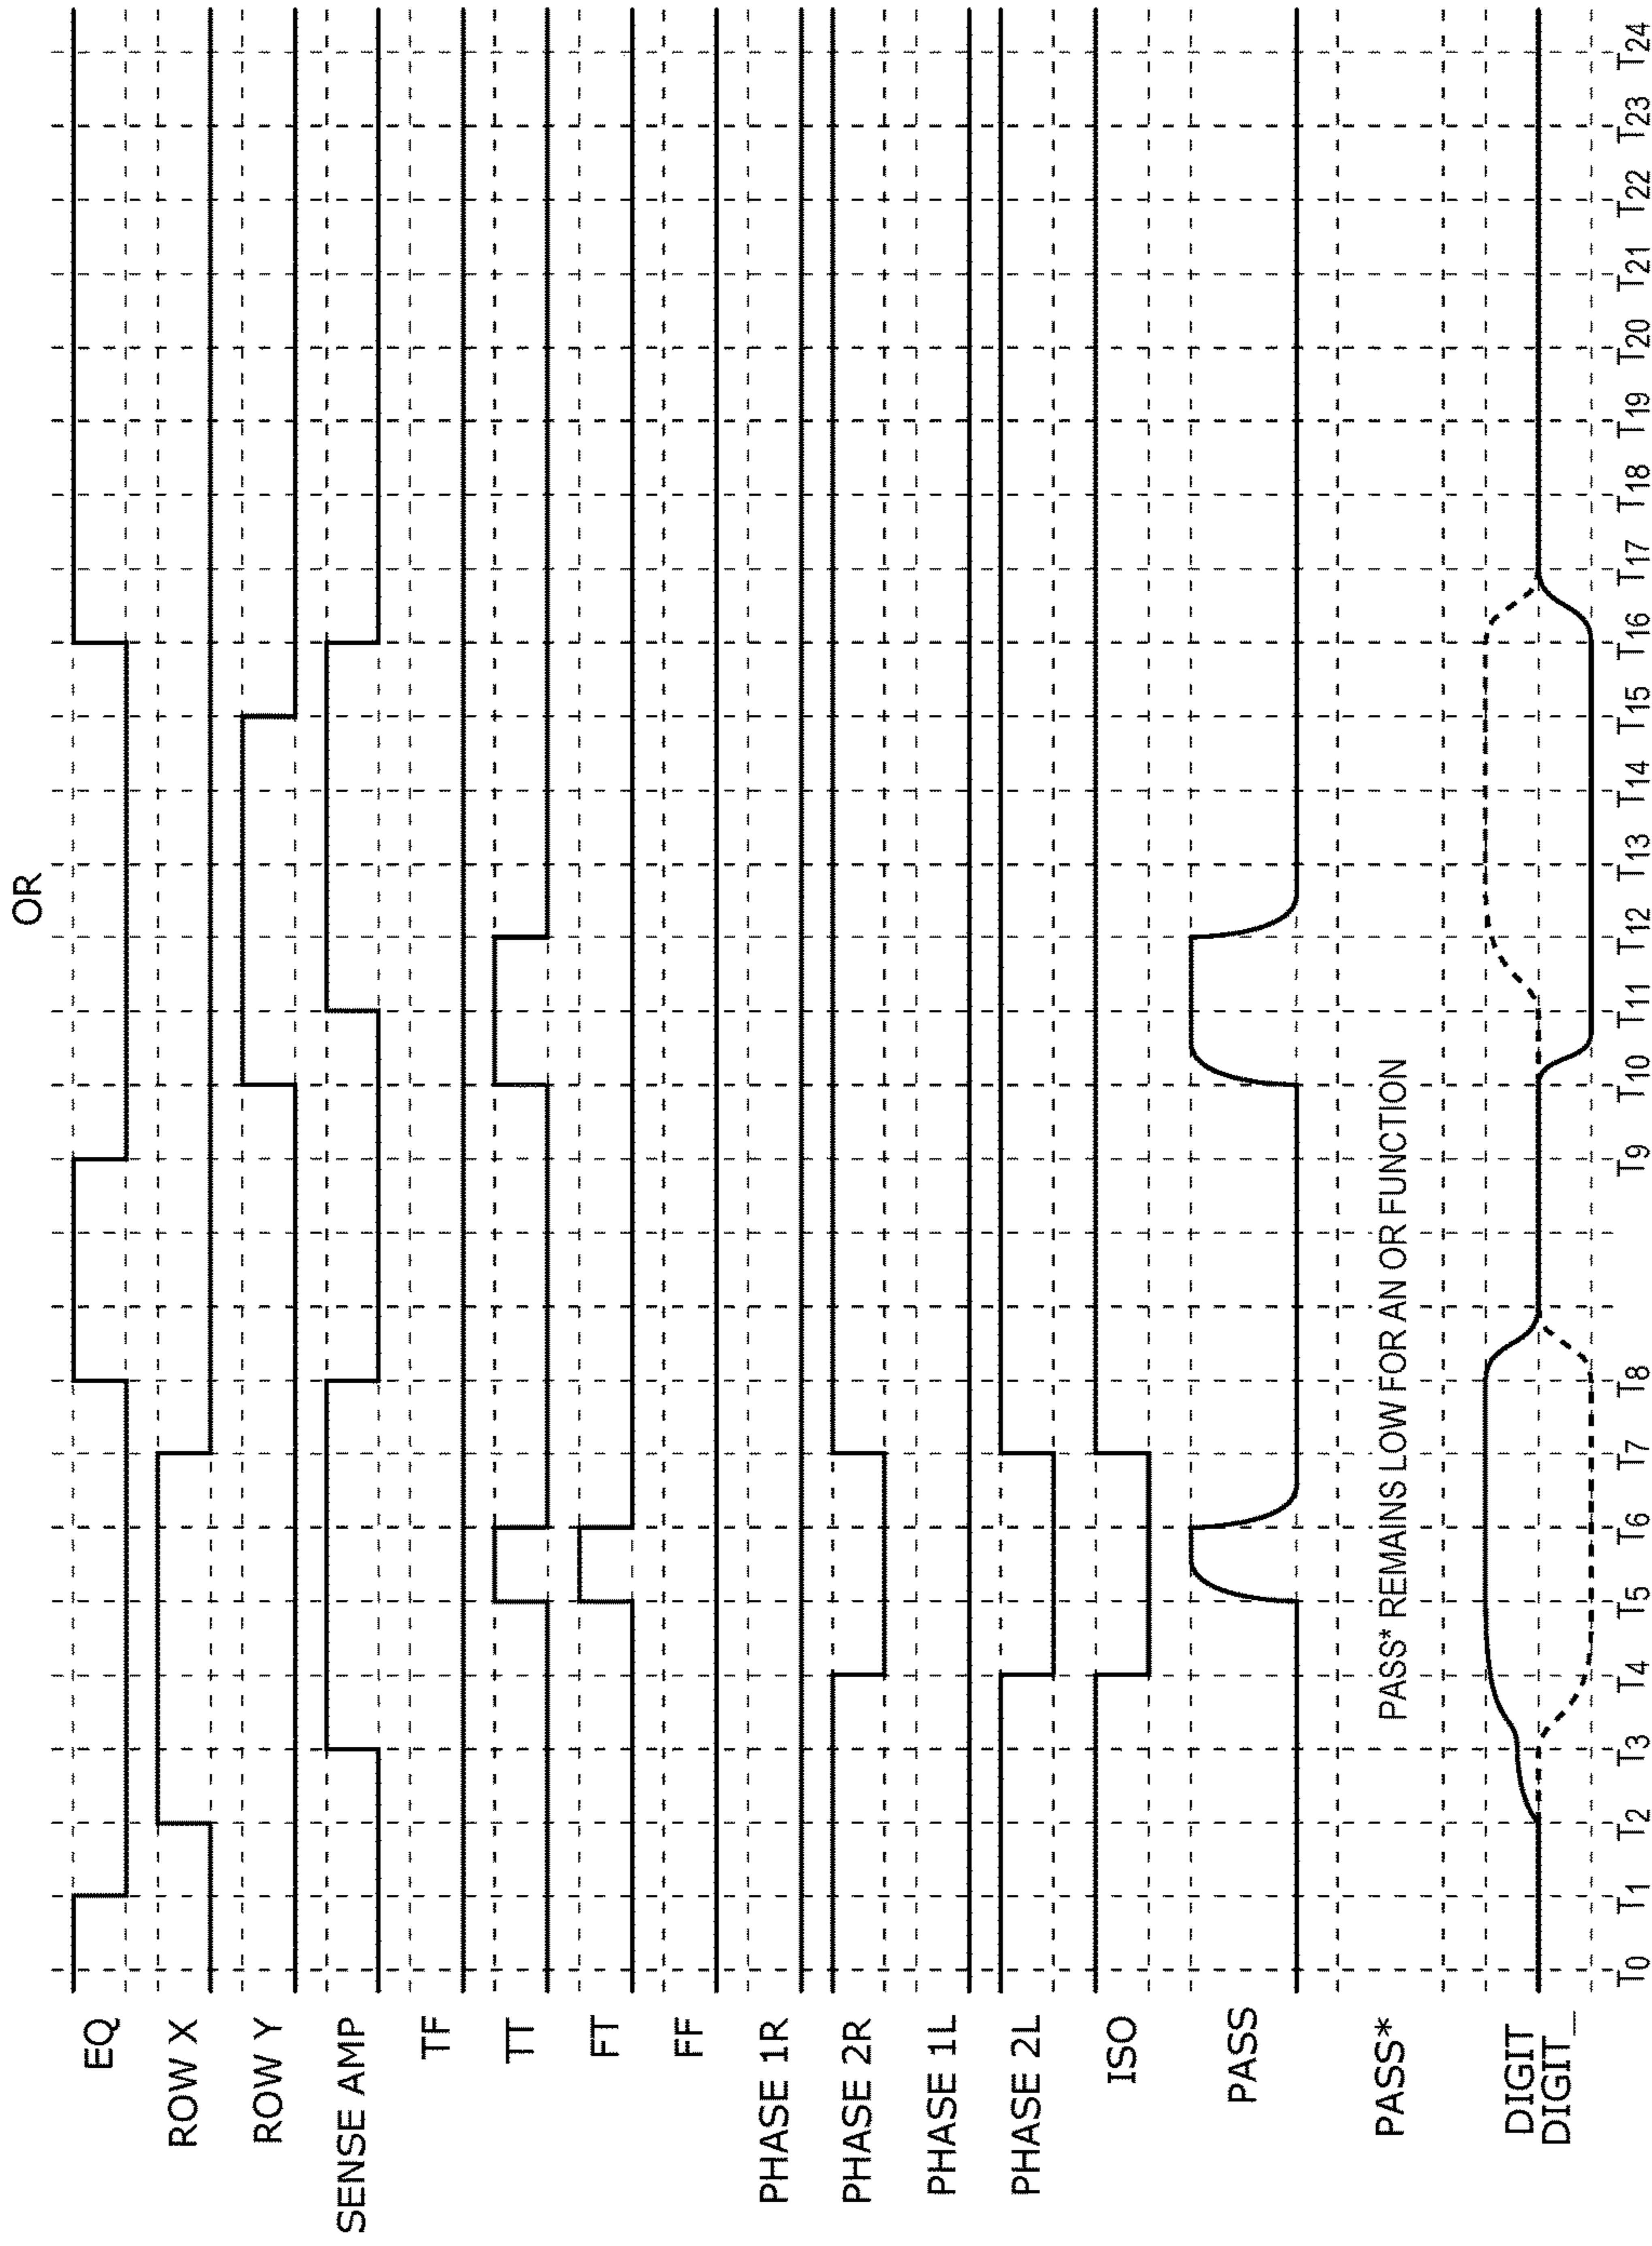 OR
EQ
ROW X
ROW Y
SENSE AMP
TF
TT
FT
FF
PHASE 1R
PHASE 2R
PHASE 1L
PHASE 2L
ISO
PASS
PASS*
PASS* REMAINS LOW FOR AN OR FUNCTION
DIGIT
DIGIT_
T0 T1 T2 T3 T4 T5 T6 T7 T8 T9 T10 T11 T12 T13 T14 T15 T16 T17 T18 T19 T20 T21 T22 T23 T24